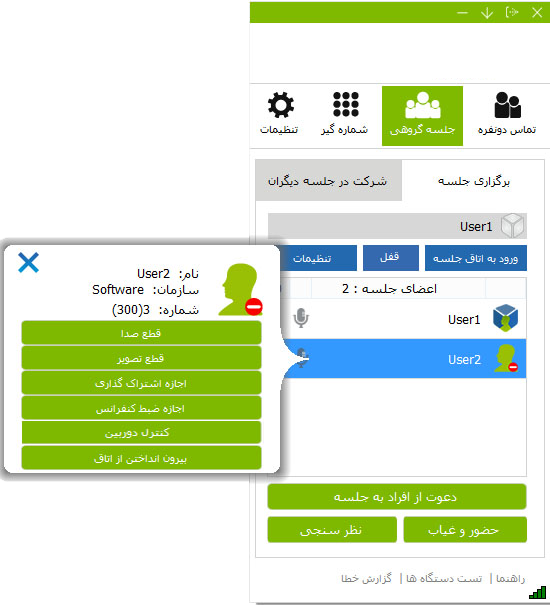 تماس دونفره
جلسه گروهی
شماره گیر
تنظیمات
برگزاری جلسه
شرکت در جلسه دیگران
User1
ورود به اتاق جلسه
قفل
تنظیمات
اعضای جلسه : 2
User1
User2
نام: User2
سازمان: Software
شماره: 3(300)
قطع صدا
قطع تصویر
اجازه اشتراک گذاری
اجازه ضبط کنفرانس
کنترل دوربین
بیرون انداختن از اتاق
دعوت از افراد به جلسه
حضور و غیاب
نظر سنجی
راهنما | تست دستگاه ها | گزارش خطا